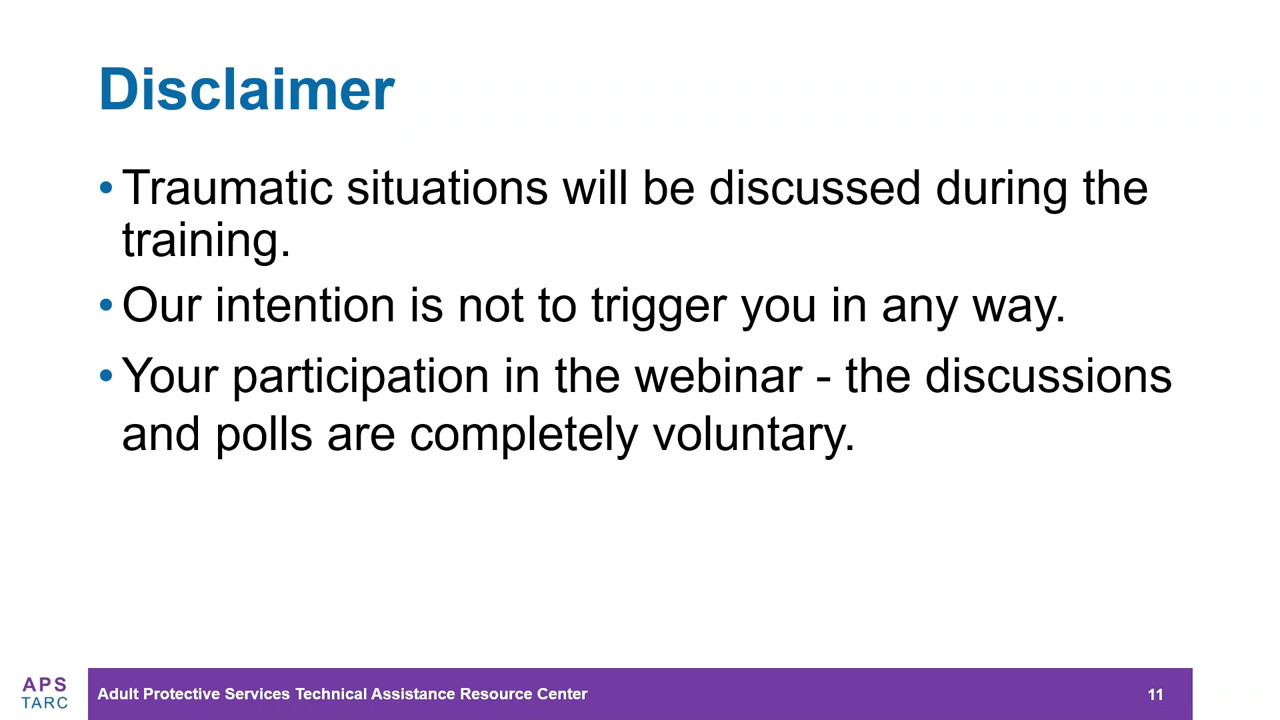 Disclaimer
• Traumatic situations will be discussed during the
training.
• Our intention is not to trigger you in any way.
• Your participation in the webinar - the discussions
and polls are completely voluntary.
APS
TARC
Adult Protective Services Technical Assistance Resource Center
11